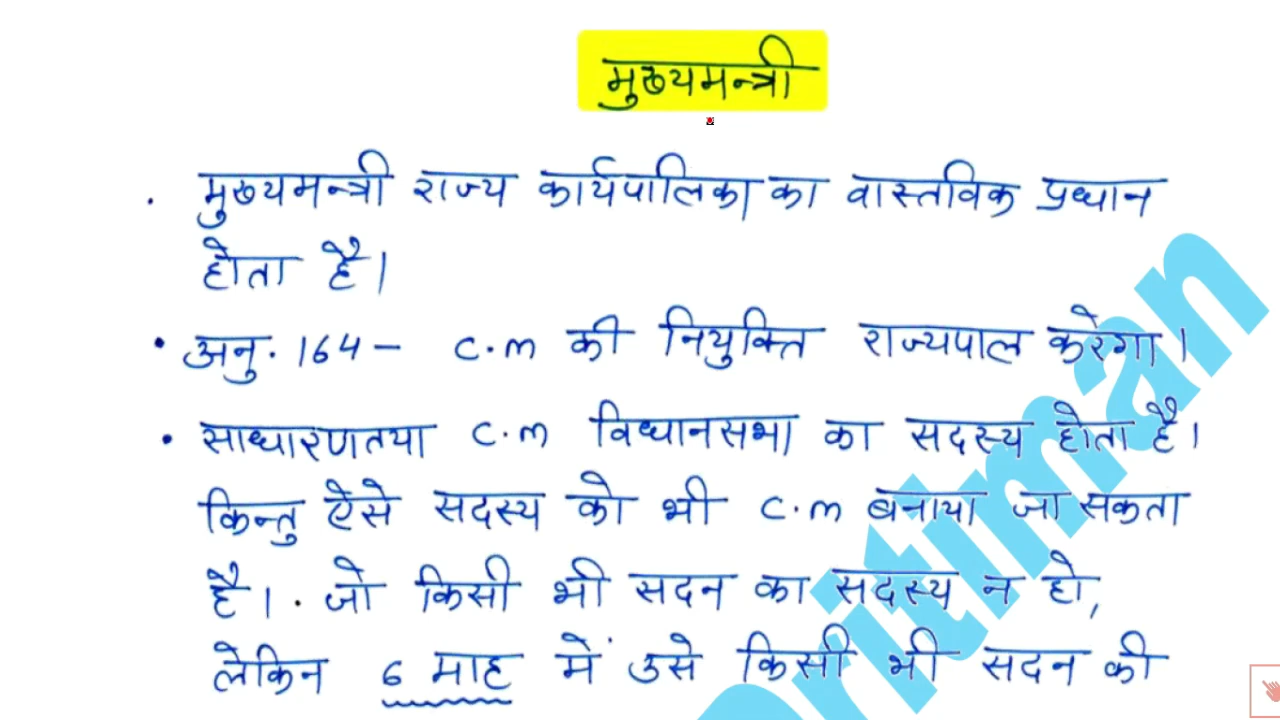 मुख्यमन्त्री
• मुख्यमन्त्री राज्य कार्यपालिका का वास्तविक प्रधान
होता है।
• अनु. 164 - C.M की नियुक्ति राज्यपाल करेगा।
• साधारणतया C.M विधानसभा का सदस्य होता है।
किन्तु ऐसे सदस्य को भी C.M बनाया जा सकता
है।. जो किसी भी सदन का सदस्य न हो,
लेकिन 6 माह में उसे किसी भी सदन की